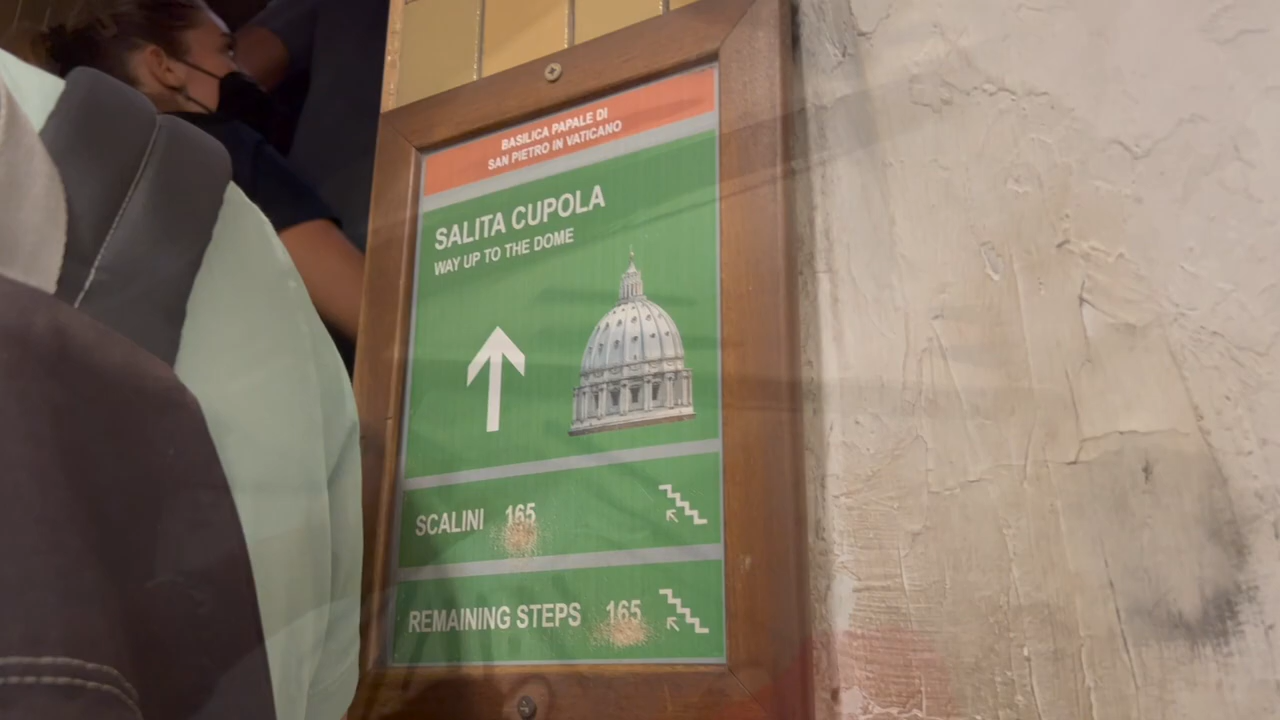 BASILICA PAPALE DI
SAN PIETRO IN VATICANO
SALITA CUPOLA
WAY UP TO THE DOME
SCALINI 165
REMAINING STEPS 165